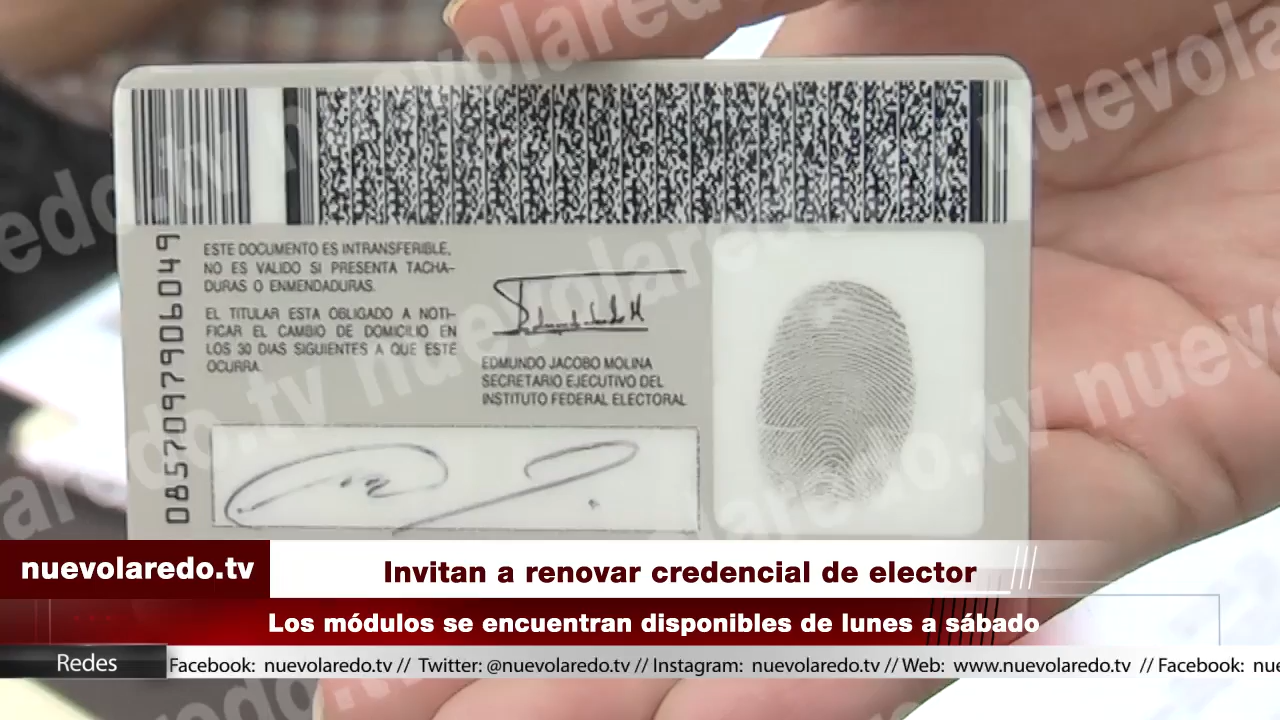 ESTE DOCUMENTO ES INTRANSFERIBLE,
NO ES VALIDO SI PRESENTA TACHA-
DURAS O ENMENDADURAS.
EL TITULAR ESTA OBLIGADO A NOTI-
FICAR EL CAMBIO DE DOMICILIO EN
LOS 30 DIAS SIGUIENTES A QUE ESTE
OCURRA.
0857097906049
EDMUNDO JACOBO MOLINA
SECRETARIO EJECUTIVO DEL
INSTITUTO FEDERAL ELECTORAL
nuevolaredo.tv
Invitan a renovar credencial de elector
Los módulos se encuentran disponibles de lunes a sábado
Redes
Facebook: nuevolaredo.tv // Twitter: @nuevolaredo.tv // Instagram: nuevolaredo.tv // Web: www.nuevolaredo.tv // Facebook: nue